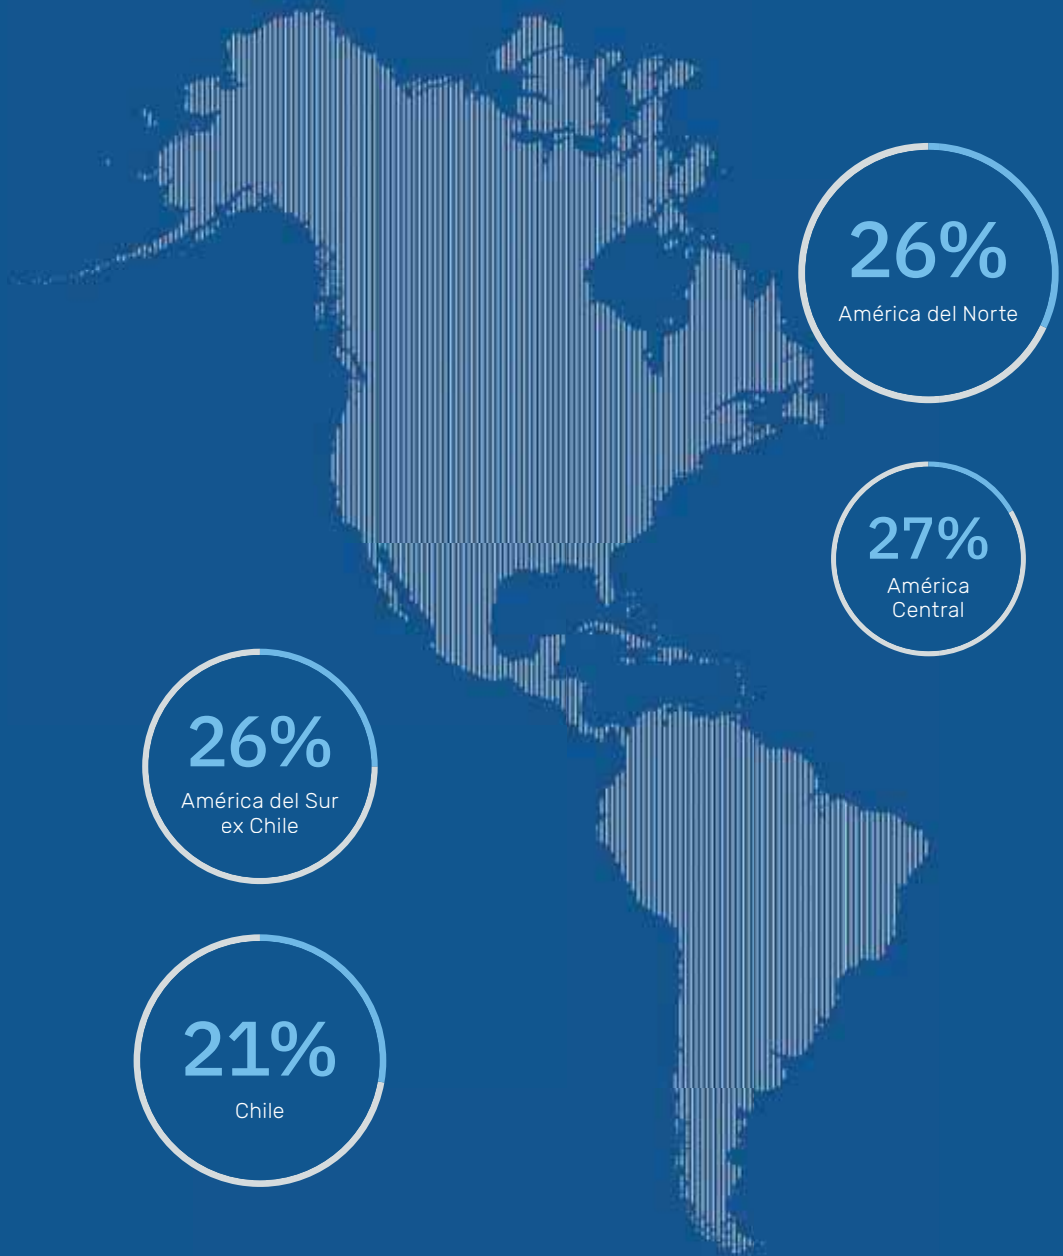 26%
América del Norte
27%
América
Central
26%
América del Sur
ex Chile
21%
Chile